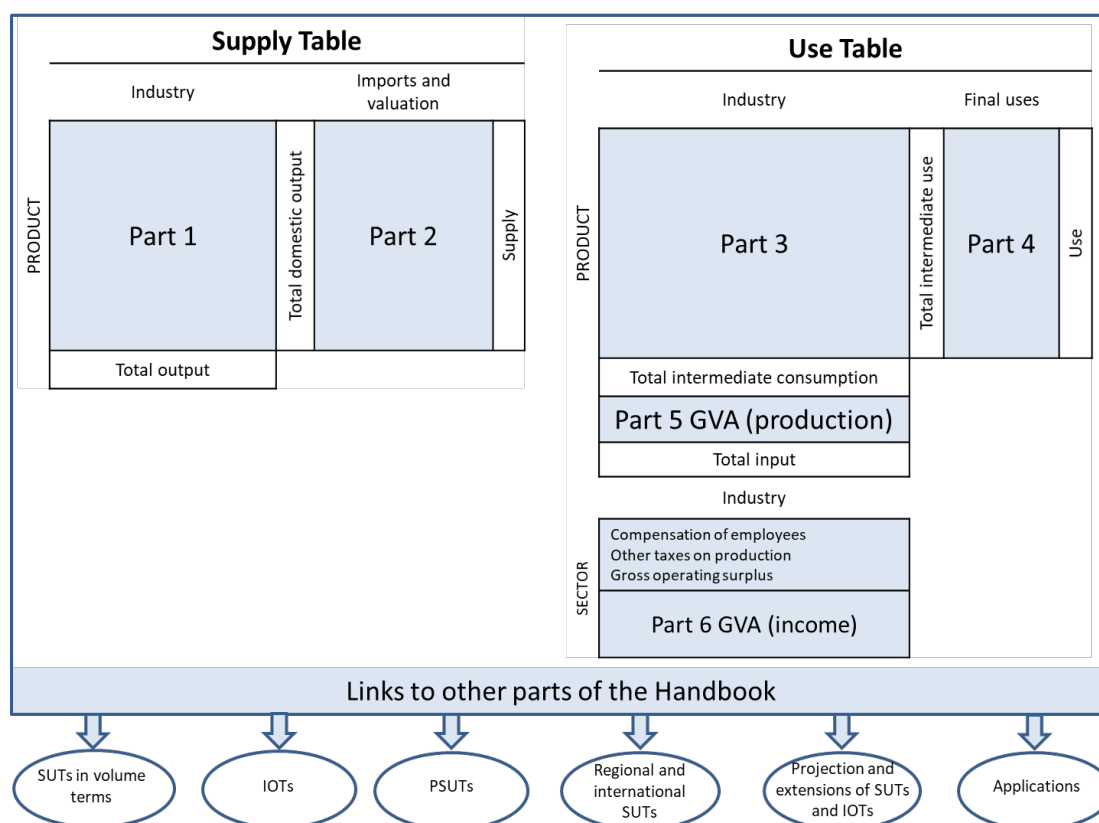 Supply Table
Industry
Imports and
valuation
PRODUCT
Part 1
Total domestic output
Part 2
Supply
Total output
Use Table
Industry
Final uses
PRODUCT
Part 3
Total intermediate use
Part 4
Use
Total intermediate consumption
Part 5 GVA (production)
Total input
Industry
SECTOR
Compensation of employees
Other taxes on production
Gross operating surplus
Part 6 GVA (income)
Links to other parts of the Handbook
SUTs in volume
terms
IOTs
PSUTs
Regional and
international
SUTs
Projection and
extensions of SUTs
and IOTs
Applications